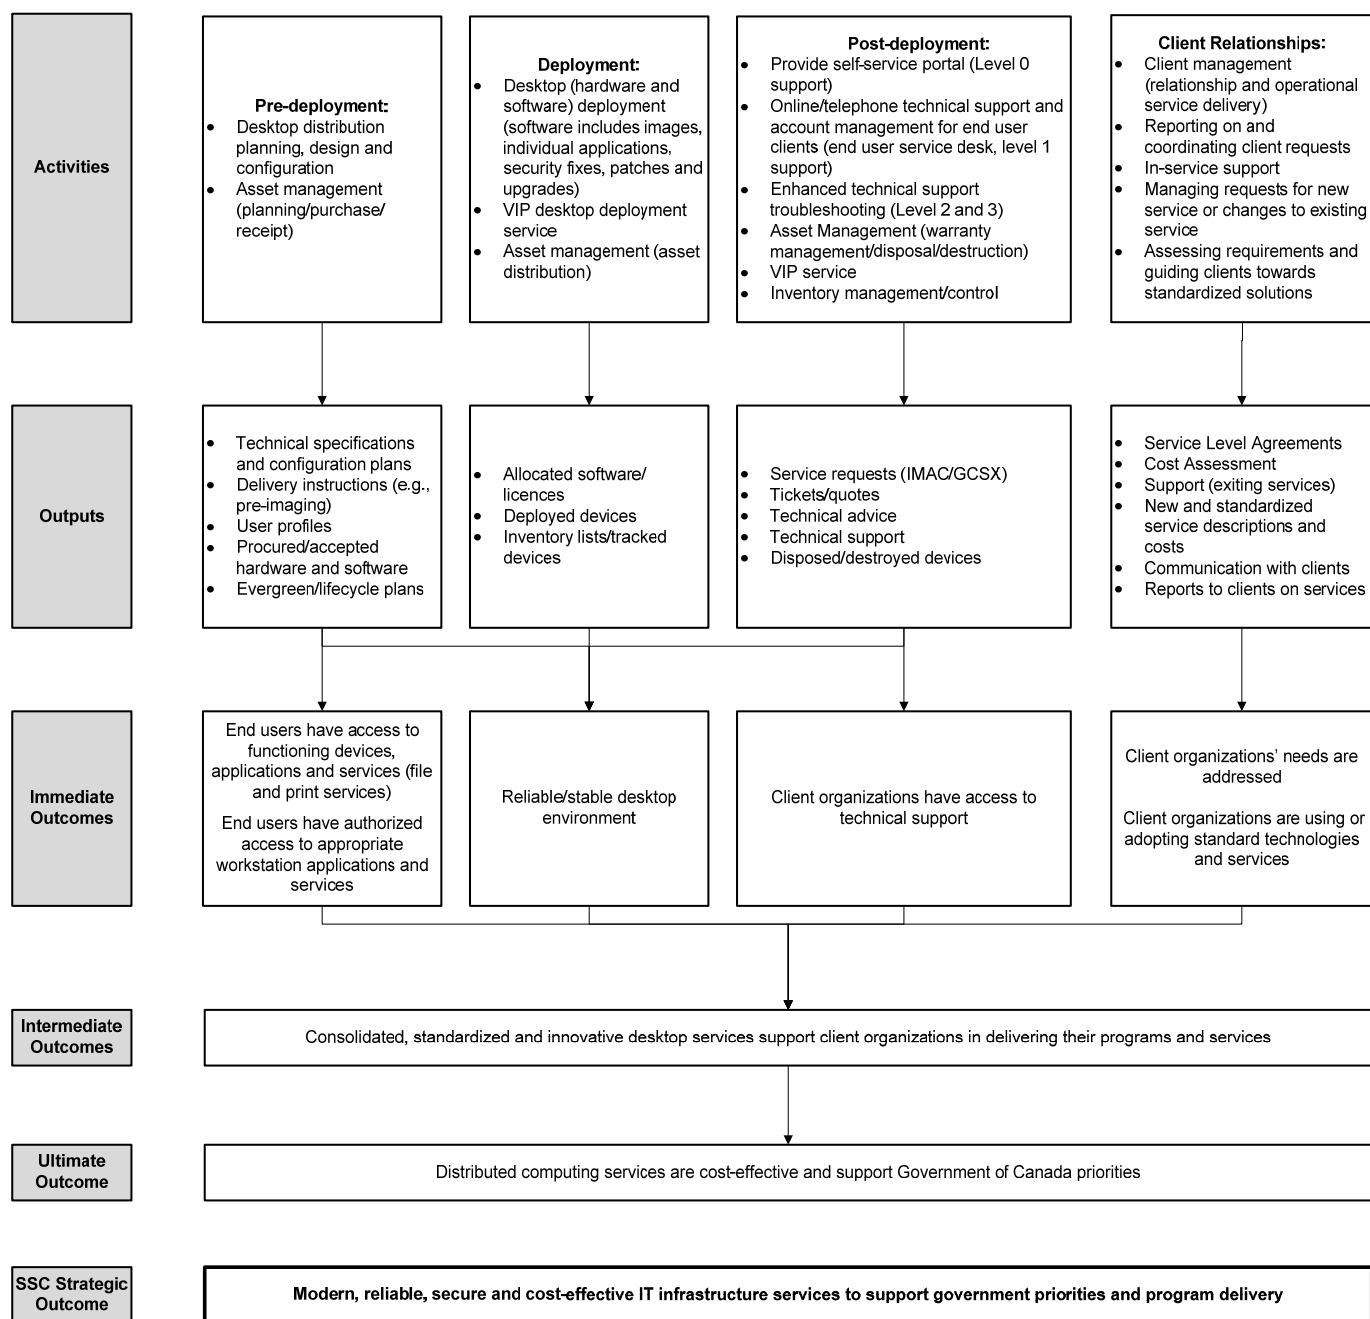 Activities
Pre-deployment:
• Desktop distribution
planning, design and
configuration
• Asset management
(planning/purchase/
receipt)
Deployment:
• Desktop (hardware and
software) deployment
(software includes images,
individual applications,
security fixes, patches and
upgrades)
• VIP desktop deployment
service
• Asset management (asset
distribution)
Post-deployment:
• Provide self-service portal (Level 0
support)
• Online/telephone technical support and
account management for end user
clients (end user service desk, level 1
support)
• Enhanced technical support
troubleshooting (Level 2 and 3)
• Asset Management (warranty
management/disposal/destruction)
• VIP service
• Inventory management/control
Client Relationships:
• Client management
(relationship and operational
service delivery)
• Reporting on and
coordinating client requests
• In-service support
• Managing requests for new
service or changes to existing
service
• Assessing requirements and
guiding clients towards
standardized solutions
Outputs
• Technical specifications
and configuration plans
• Delivery instructions (e.g.,
pre-imaging)
• User profiles
• Procured/accepted
hardware and software
• Evergreen/lifecycle plans
• Allocated software/
licences
• Deployed devices
• Inventory lists/tracked
devices
• Service requests (IMAC/GCSX)
• Tickets/quotes
• Technical advice
• Technical support
• Disposed/destroyed devices
• Service Level Agreements
• Cost Assessment
• Support (exiting services)
• New and standardized
service descriptions and
costs
• Communication with clients
• Reports to clients on services
Immediate
Outcomes
End users have access to
functioning devices,
applications and services (file
and print services)
End users have authorized
access to appropriate
workstation applications and
services
Reliable/stable desktop
environment
Client organizations have access to
technical support
Client organizations' needs are
addressed
Client organizations are using or
adopting standard technologies
and services
Intermediate
Outcomes
Consolidated, standardized and innovative desktop services support client organizations in delivering their programs and services
Ultimate
Outcome
Distributed computing services are cost-effective and support Government of Canada priorities
SSC Strategic
Outcome
Modern, reliable, secure and cost-effective IT infrastructure services to support government priorities and program delivery